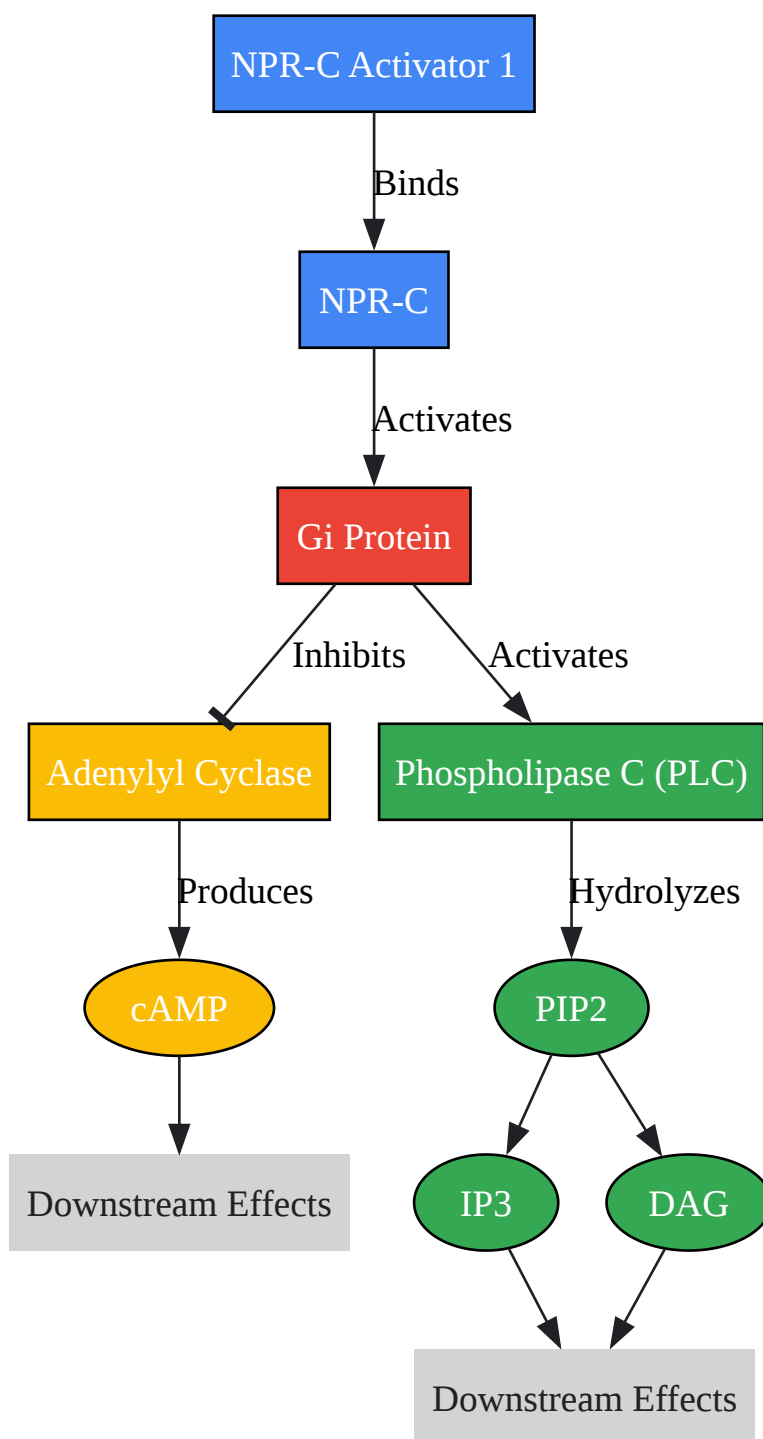 NPR-C Activator 1
Binds
NPR-C
Activates
Gi Protein
Inhibits
Activates
Adenylyl Cyclase
Phospholipase C (PLC)
Produces
Hydrolyzes
cAMP
PIP2
Downstream Effects
IP3
DAG
Downstream Effects